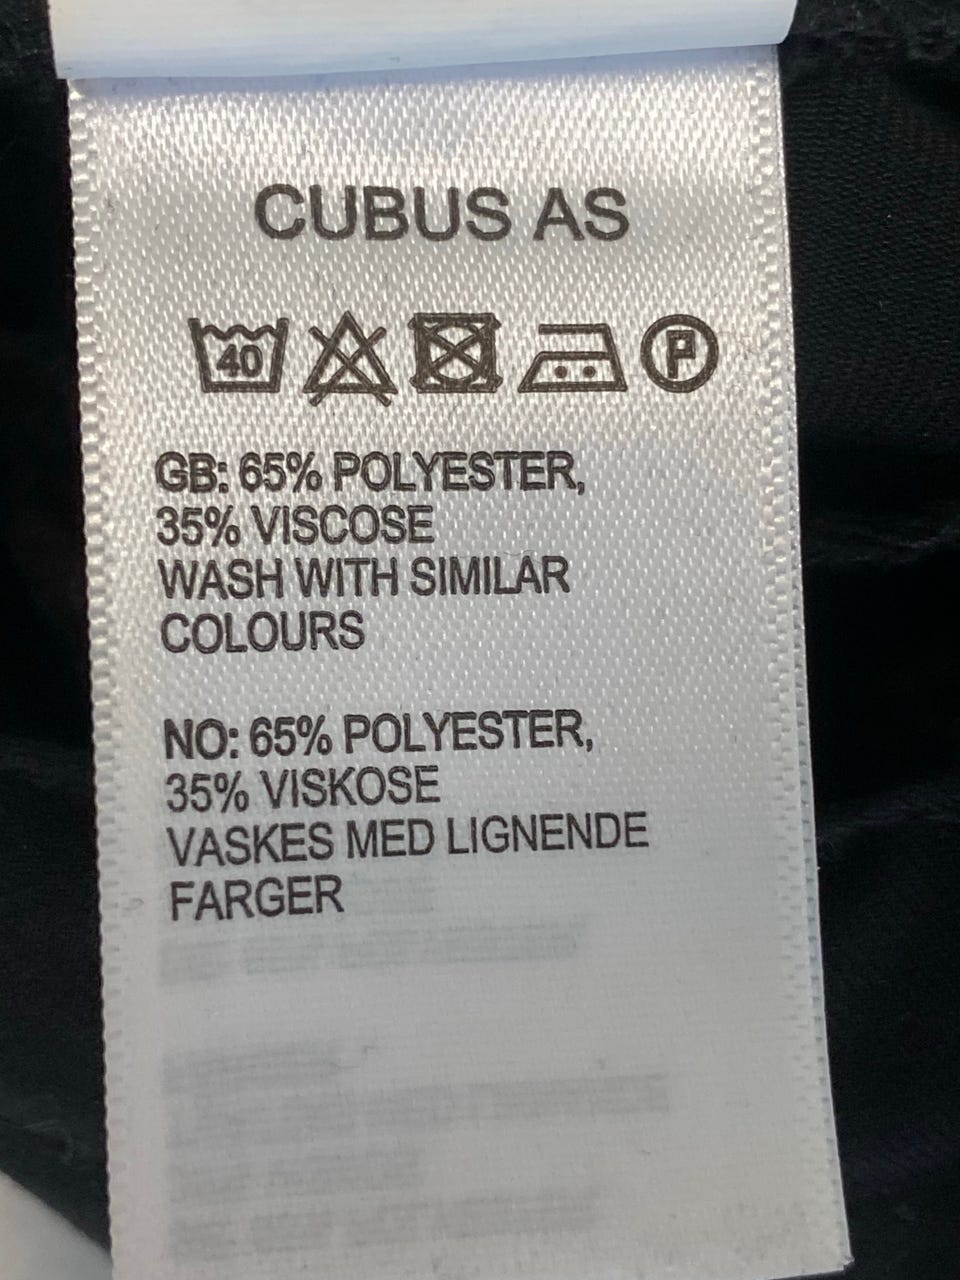 CUBUS AS
40 P
GB: 65% POLYESTER,
35% VISCOSE
WASH WITH SIMILAR
COLOURS
NO: 65% POLYESTER,
35% VISKOSE
VASKES MED LIGNENDE
FARGER